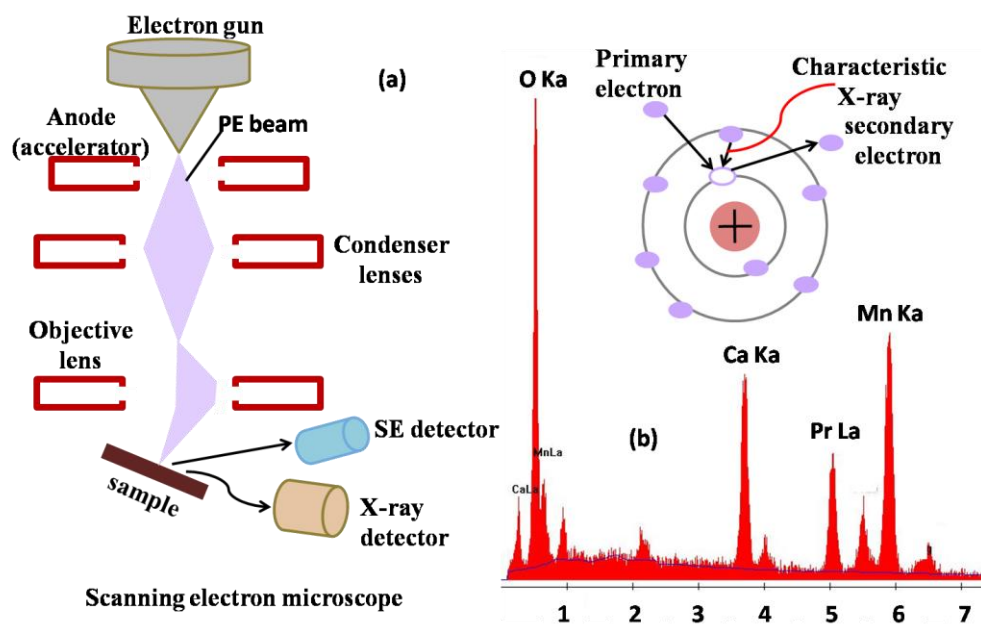 Electron gun
(a)
Anode
(accelerator)
PE beam
Condenser
lenses
Objective
lens
SE detector
sample
X-ray
detector
Scanning electron microscope
O Ka
Primary
electron
Characteristic
X-ray
secondary
electron
Mn Ka
Ca Ka
Pr La
(b)
MnLa
CaLa
1 2 3 4 5 6 7